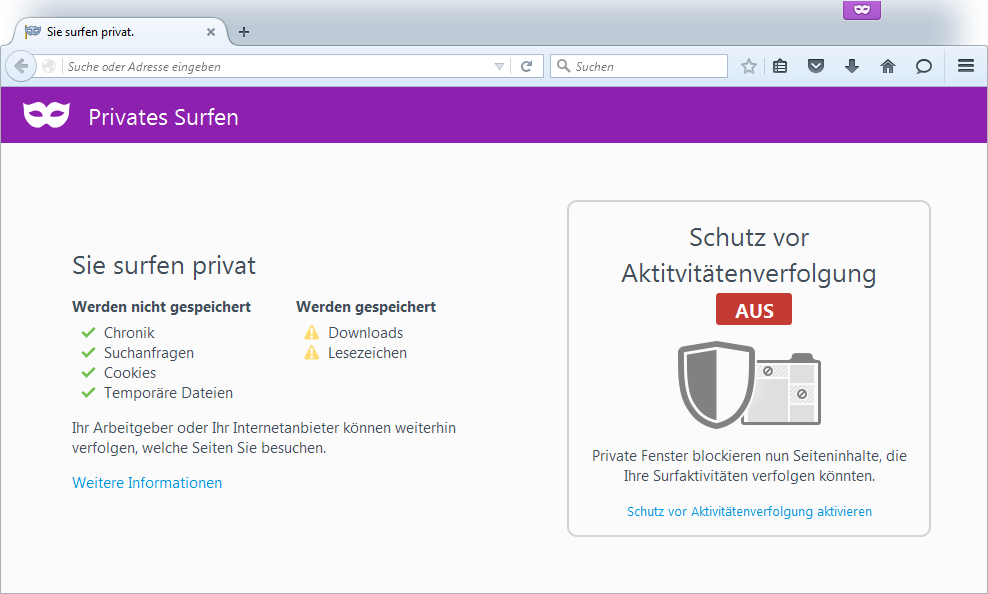 Sie surfen privat.
Suche oder Adresse eingeben
Suchen
Privates Surfen
Sie surfen privat
Werden nicht gespeichert
Chronik
Suchanfragen
Cookies
Temporäre Dateien
Werden gespeichert
Downloads
Lesezeichen
Ihr Arbeitgeber oder Ihr Internetanbieter können weiterhin
verfolgen, welche Seiten Sie besuchen.
Weitere Informationen
Schutz vor
Aktitvitätenverfolgung
AUS
Private Fenster blockieren nun Seiteninhalte, die
Ihre Surfaktivitäten verfolgen könnten.
Schutz vor Aktivitätenverfolgung aktivieren